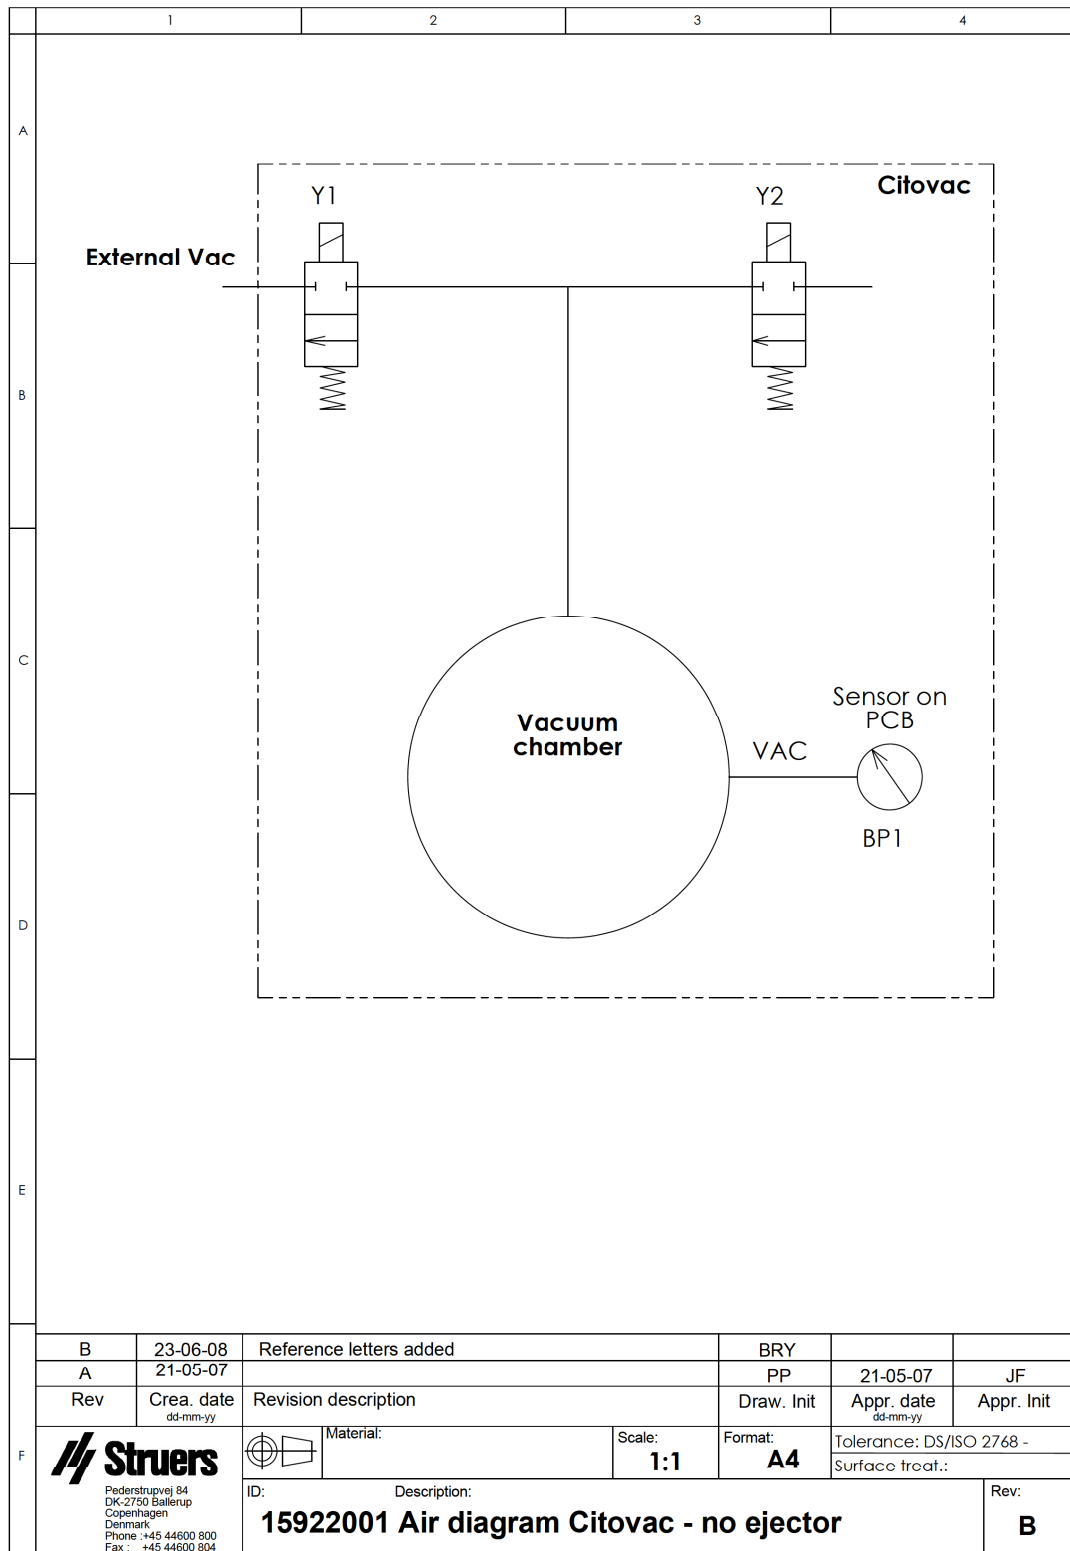 1 2 3 4
A
B
C
D
E
F
Citovac
Y1
Y2
External Vac
Vacuum
chamber
VAC
Sensor on
PCB
BP1
B 23-06-08 Reference letters added BRY
A 21-05-07 PP 21-05-07 JF
Rev Crea. date Revision description Draw. Init Appr. date Appr. Init
dd-mm-yy dd-mm-yy
Struers
Pederstrupvej 84
DK-2750 Ballerup
Copenhagen
Denmark
Phone :+45 44600 800
Fax : +45 44600 804
Material:
Scale:
1:1
Format:
A4
Tolerance: DS/ISO 2768 -
Surface treat.:
ID: Description:
15922001 Air diagram Citovac - no ejector
Rev:
B